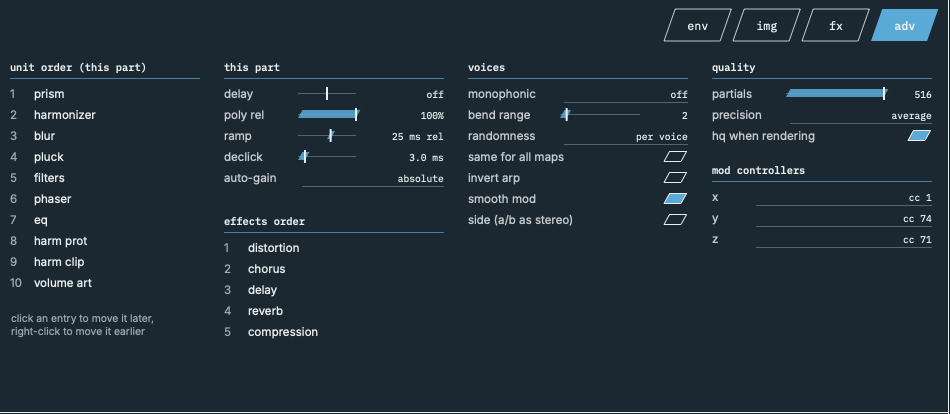 env
img
fx
adv
unit order (this part)
1 prism
2 harmonizer
3 blur
4 pluck
5 filters
6 phaser
7 eq
8 harm prot
9 harm clip
10 volume art
click an entry to move it later,
right-click to move it earlier
this part
delay off
poly rel 100%
ramp 25 ms rel
declick 3.0 ms
auto-gain absolute
effects order
1 distortion
2 chorus
3 delay
4 reverb
5 compression
voices
monophonic off
bend range 2
randomness per voice
same for all maps
invert arp
smooth mod
side (a/b as stereo)
quality
partials 516
precision average
hq when rendering
mod controllers
x cc 1
y cc 74
z cc 71